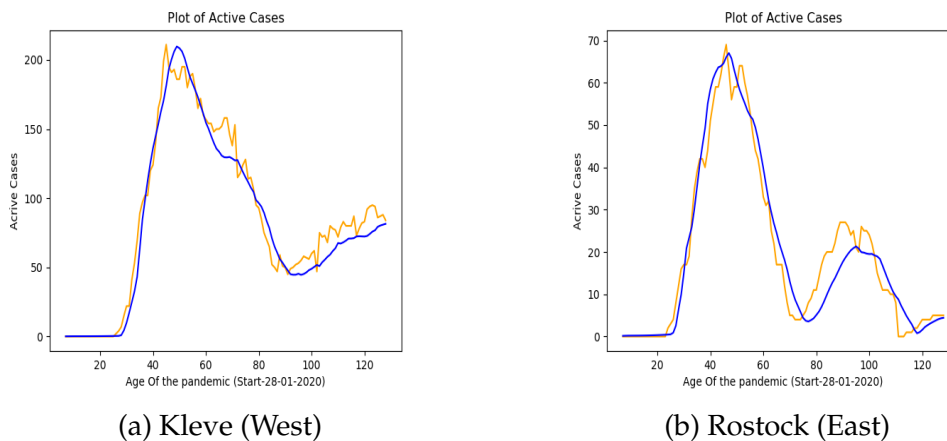 Plot of Active Cases
Acrive Cases
200
150
100
50
0
20 40 60 80 100 120
Age Of the pandemic (Start-28-01-2020)
(a) Kleve (West)
Plot of Active Cases
Acrive Cases
70
60
50
40
30
20
10
0
20 40 60 80 100 120
Age Of the pandemic (Start-28-01-2020)
(b) Rostock (East)